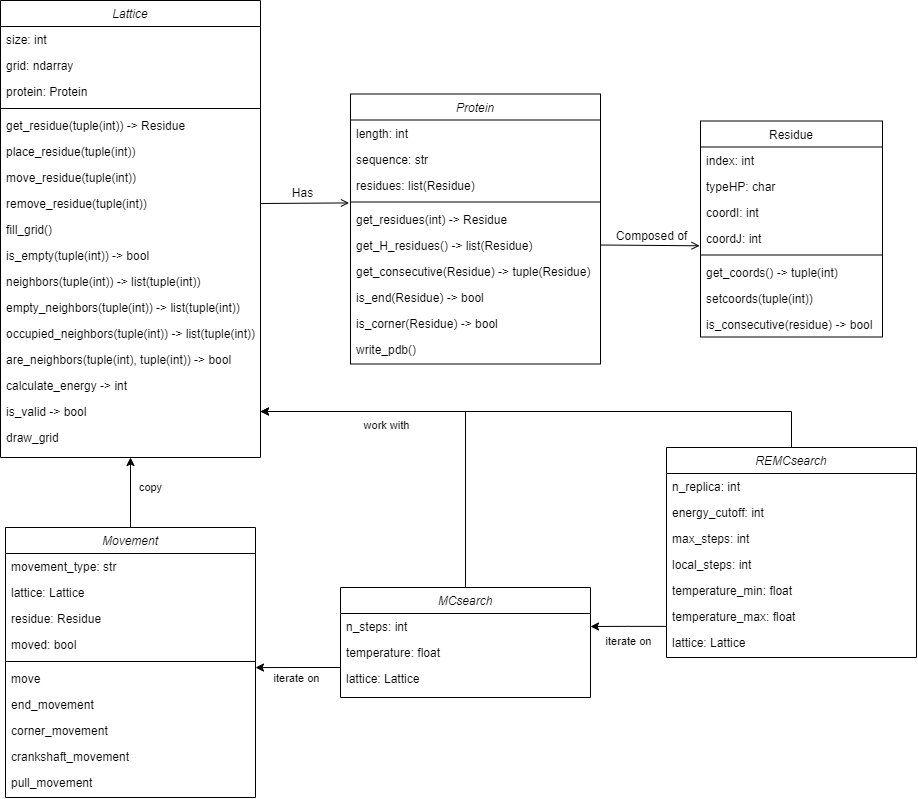 Lattice
size: int
grid: ndarray
protein: Protein
get_residue(tuple(int)) -> Residue
place_residue(tuple(int))
move_residue(tuple(int))
remove_residue(tuple(int))
fill_grid()
is_empty(tuple(int)) -> bool
neighbors(tuple(int)) -> list(tuple(int))
empty_neighbors(tuple(int)) -> list(tuple(int))
occupied_neighbors(tuple(int)) -> list(tuple(int))
are_neighbors(tuple(int), tuple(int)) -> bool
calculate_energy -> int
is_valid -> bool
draw_grid
Has
Protein
length: int
sequence: str
residues: list(Residue)
get_residues(int) -> Residue
get_H_residues() -> list(Residue)
get_consecutive(Residue) -> tuple(Residue)
is_end(Residue) -> bool
is_corner(Residue) -> bool
write_pdb()
Composed of
Residue
index: int
typeHP: char
coordI: int
coordJ: int
get_coords() -> tuple(int)
setcoords(tuple(int))
is_consecutive(residue) -> bool
work with
copy
Movement
movement_type: str
lattice: Lattice
residue: Residue
moved: bool
move
end_movement
corner_movement
crankshaft_movement
pull_movement
iterate on
MCsearch
n_steps: int
temperature: float
lattice: Lattice
iterate on
REMCsearch
n_replica: int
energy_cutoff: int
max_steps: int
local_steps: int
temperature_min: float
temperature_max: float
lattice: Lattice